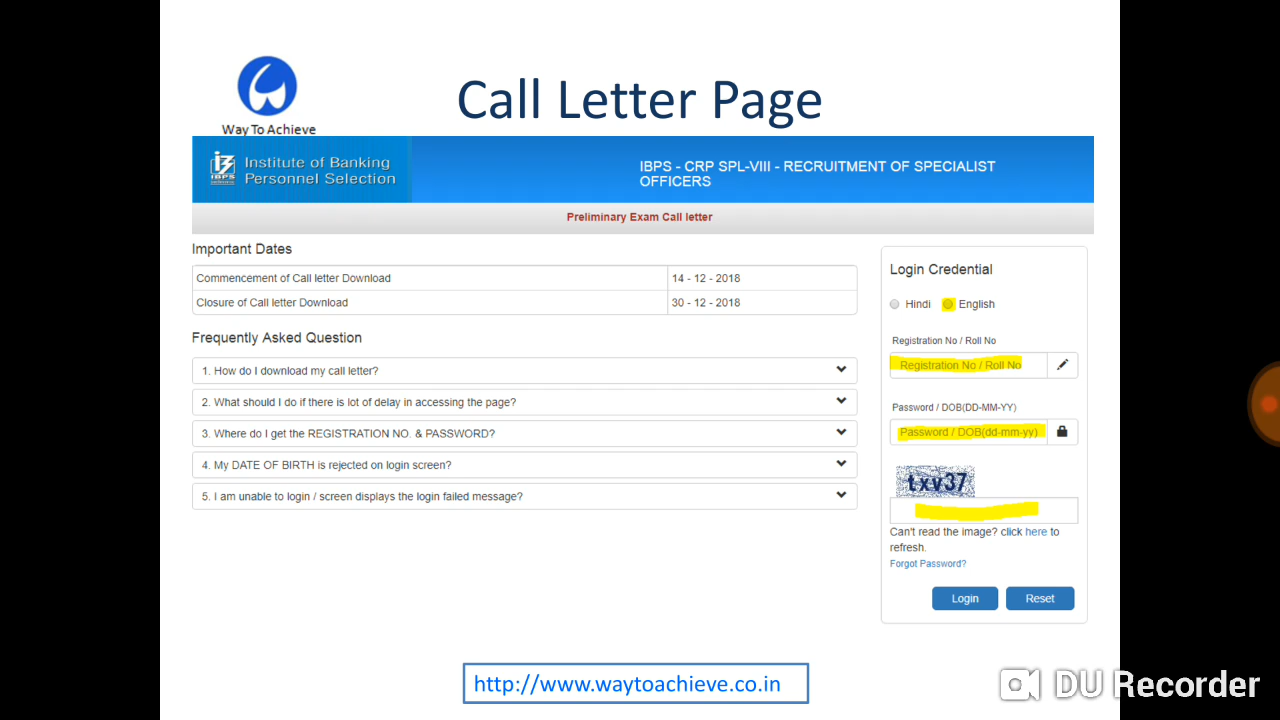 Way To Achieve
Call Letter Page
IBPS
Institute of Banking
Personnel Selection
IBPS - CRP SPL-VIII - RECRUITMENT OF SPECIALIST
OFFICERS
Preliminary Exam Call letter
Important Dates
Commencement of Call letter Download 14 - 12 - 2018
Closure of Call letter Download 30 - 12 - 2018
Frequently Asked Question
1. How do I download my call letter?
2. What should I do if there is lot of delay in accessing the page?
3. Where do I get the REGISTRATION NO. & PASSWORD?
4. My DATE OF BIRTH is rejected on login screen?
5. I am unable to login / screen displays the login failed message?
Login Credential
Hindi English
Registration No / Roll No
Registration No / Roll No
Password / DOB(DD-MM-YY)
Password / DOB(dd-mm-yy)
txv37
Can't read the image? click here to
refresh.
Forgot Password?
Login Reset
http://www.waytoachieve.co.in
DU Recorder